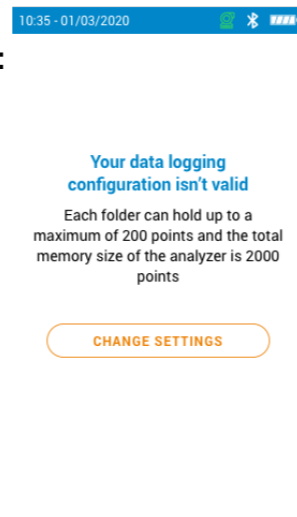 10:35 - 01/03/2020
:
Your data logging
configuration isn't valid
Each folder can hold up to a
maximum of 200 points and the total
memory size of the analyzer is 2000
points
CHANGE SETTINGS